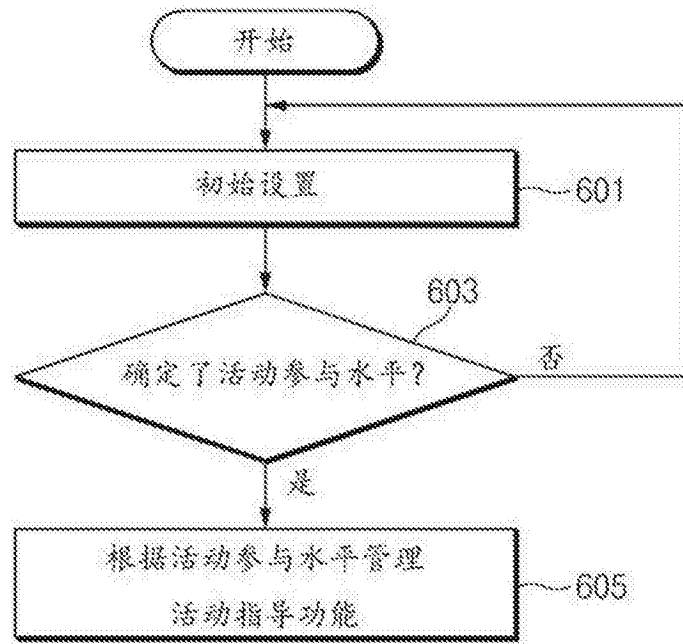 开始
初始设置
601
603
确定了活动参与水平?
否
是
根据活动参与水平管理
活动指导功能
605